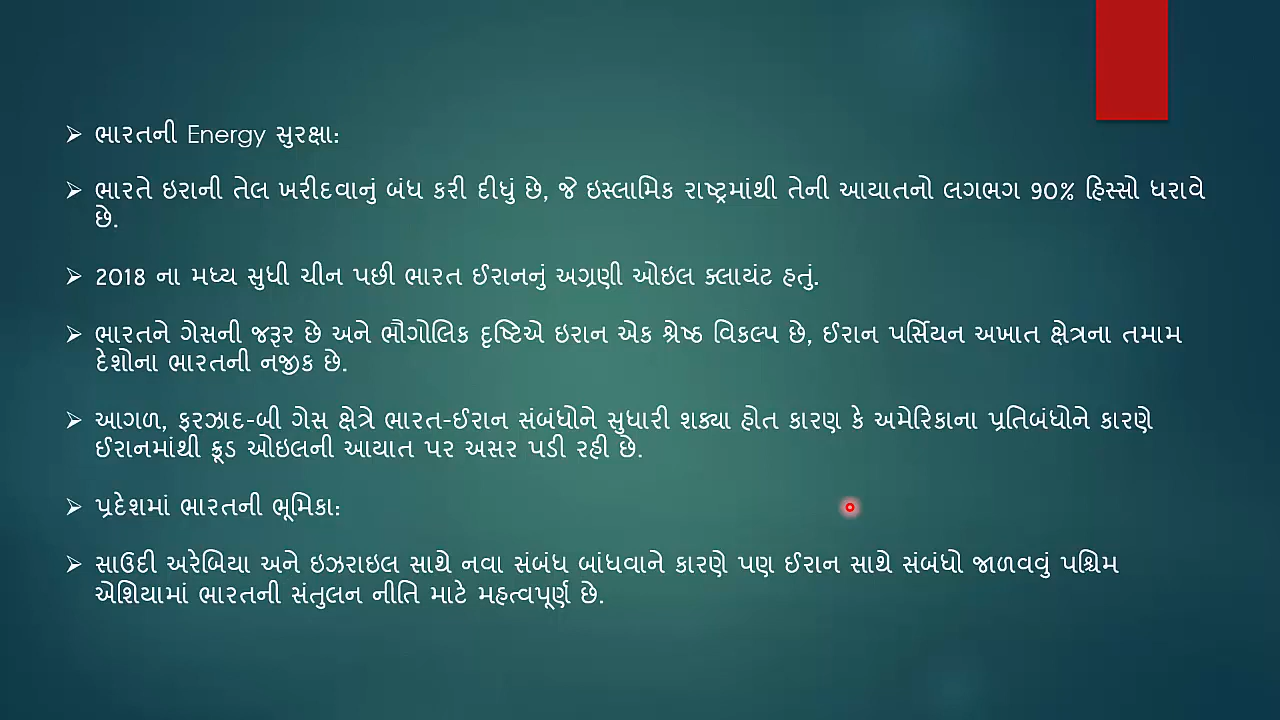 ➢ ભારતની Energy સુરક્ષા:
➢ ભારતે ઇરાની તેલ ખરીદવાનું બંધ કરી દીધું છે, જે ઇસ્લામિક રાષ્ટ્રમાંથી તેની આયાતનો લગભગ 90% હિસ્સો ધરાવે
છે.
➢ 2018 ના મધ્ય સુધી ચીન પછી ભારત ઈરાનનું અગ્રણી ઓઇલ ક્લાયંટ હતું.
➢ ભારતને ગેસની જરૂર છે અને ભૌગોલિક દૃષ્ટિએ ઇરાન એક શ્રેષ્ઠ વિકલ્પ છે, ઈરાન પર્સિયન અખાત ક્ષેત્રના તમામ
દેશોના ભારતની નજીક છે.
➢ આગળ, ફરઝાદ-બી ગેસ ક્ષેત્રે ભારત-ઈરાન સંબંધોને સુધારી શક્યા હોત કારણ કે અમેરિકાના પ્રતિબંધોને કારણે
ઈરાનમાંથી ક્રૂડ ઓઇલની આયાત પર અસર પડી રહી છે.
➢ પ્રદેશમાં ભારતની ભૂમિકા:
➢ સાઉદી અરેબિયા અને ઇઝરાઇલ સાથે નવા સંબંધ બાંધવાને કારણે પણ ઈરાન સાથે સંબંધો જાળવવું પશ્ચિમ
એશિયામાં ભારતની સંતુલન નીતિ માટે મહત્વપૂર્ણ છે.